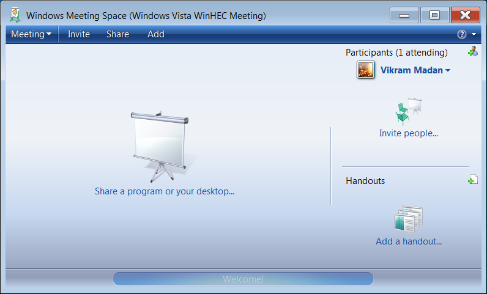 Windows Meeting Space (Windows Vista WinHEC Meeting)
Meeting Invite Share Add
Participants (1 attending)
Vikram Madan
Invite people...
Share a program or your desktop...
Handouts
Add a handout...
Welcome!